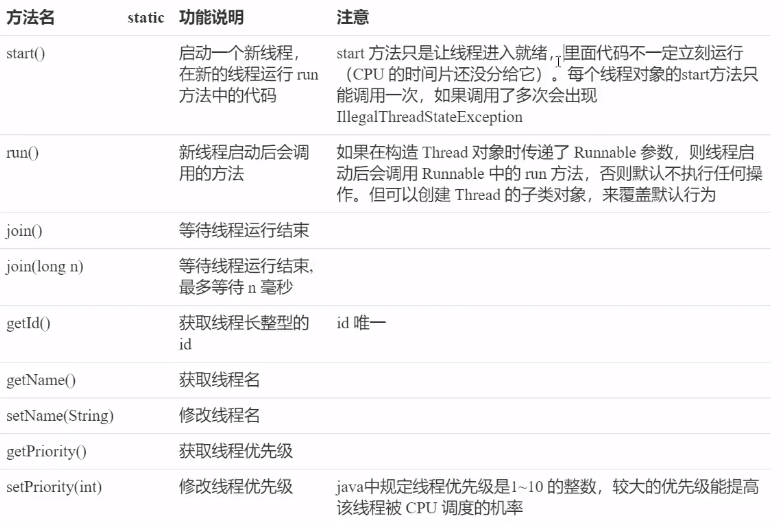 方法名 static 功能说明 注意
start() 启动一个新线程， start 方法只是让线程进入就绪，里面代码不一定立刻运行
在新的线程运行 run （CPU 的时间片还没分给它）。每个线程对象的start方法只
方法中的代码 能调用一次，如果调用了多次会出现
IllegalThreadStateException
run() 新线程启动后会调 如果在构造 Thread 对象时传递了 Runnable 参数，则线程启
用的方法 动后会调用 Runnable 中的 run 方法，否则默认不执行任何操
作。但可以创建 Thread 的子类对象，来覆盖默认行为
join() 等待线程运行结束
join(long n) 等待线程运行结束,
最多等待 n 毫秒
getId() 获取线程长整型的 id 唯一
id
getName() 获取线程名
setName(String) 修改线程名
getPriority() 获取线程优先级
setPriority(int) 修改线程优先级 java中规定线程优先级是1~10 的整数，较大的优先级能提高
该线程被 CPU 调度的机率